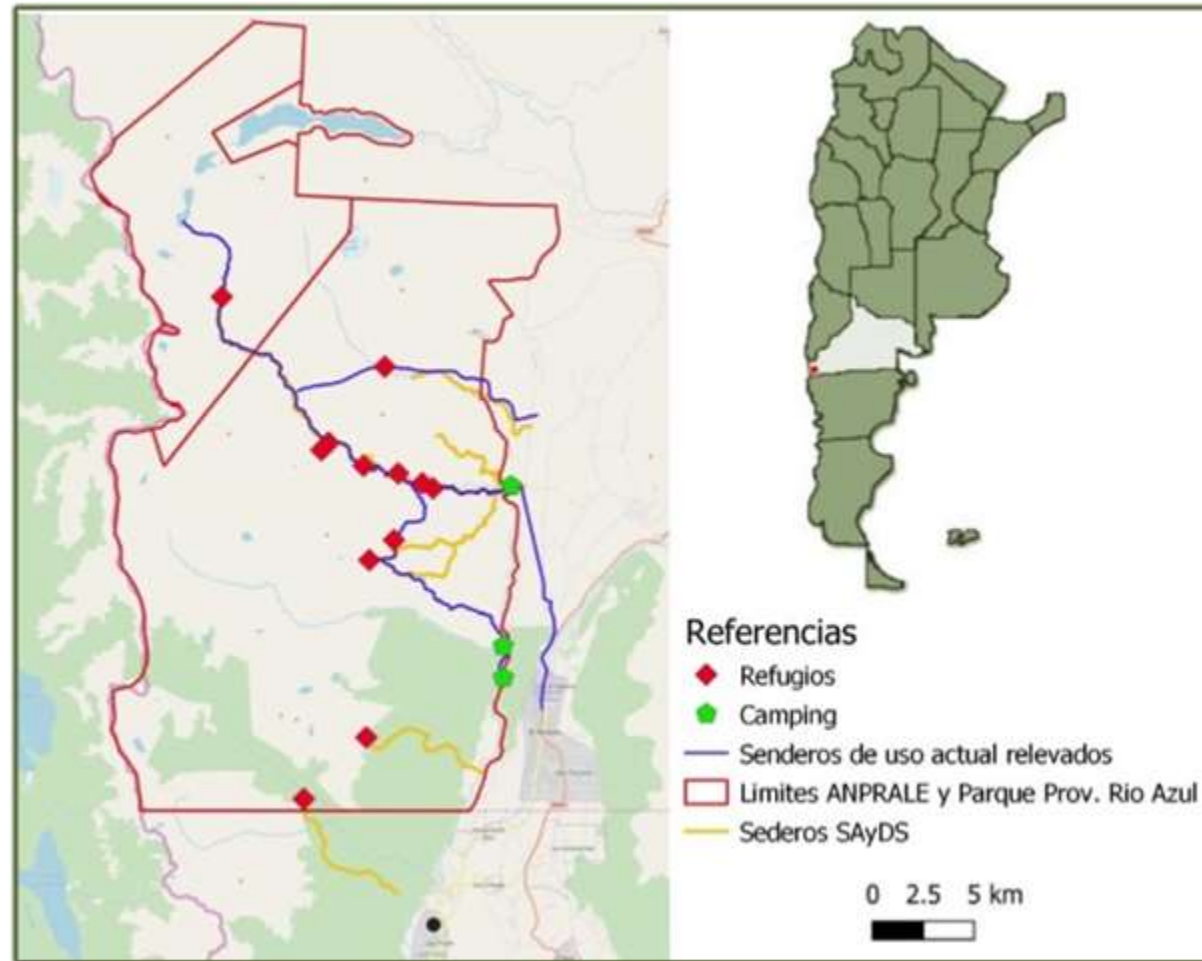 Referencias
Refugios
Camping
Senderos de uso actual relevados
Limites ANPRALE y Parque Prov. Rio Azul
Sederos SAyDS
0 2.5 5 km